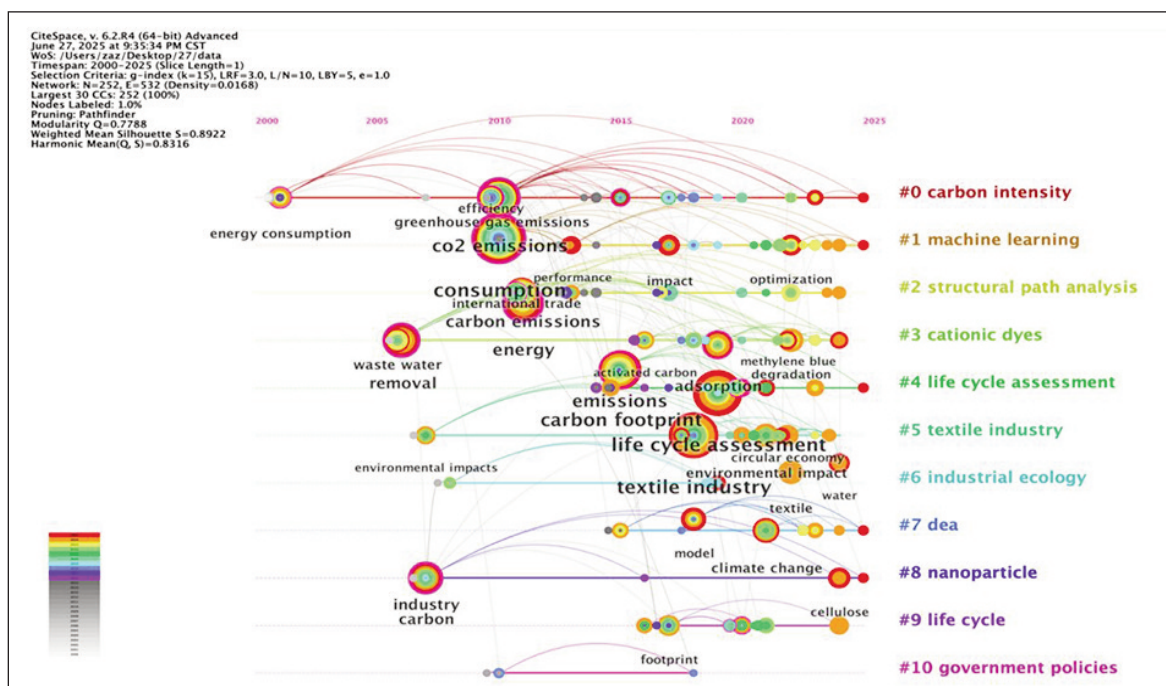 CiteSpace, v. 6.2.R4 (64-bit) Advanced
June 27, 2025 at 9:35:34 PM CST
WoS: /Users/zaz/Desktop/27/data
Timespan: 2000-2025 (Slice Length=1)
Selection Criteria: g-index (k=15), LRF=3.0, L/N=10, LBY=5, e=1.0
Network: N=252, E=532 (Density=0.0168)
Largest 30 CCs: 252 (100%)
Nodes Labeled: 1.0%
Pruning: Pathfinder
Modularity Q=0.7788
Weighted Mean Silhouette S=0.8922
Harmonic Mean(Q, S)=0.8316
2000 2005 2010 2015 2020 2025
#0 carbon intensity
efficiency
greenhouse gas emissions
energy consumption
co2 emissions
#1 machine learning
performance
impact
optimization
consumption
#2 structural path analysis
international trade
carbon emissions
energy
#3 cationic dyes
waste water
removal
methylene blue
activated carbon
degradation
adsorption
#4 life cycle assessment
emissions
carbon footprint
#5 textile industry
life cycle assessment
circular economy
environmental impacts
environmental impact
#6 industrial ecology
textile industry
water
textile
#7 dea
model
climate change
#8 nanoparticle
industry
carbon
cellulose
#9 life cycle
footprint
#10 government policies